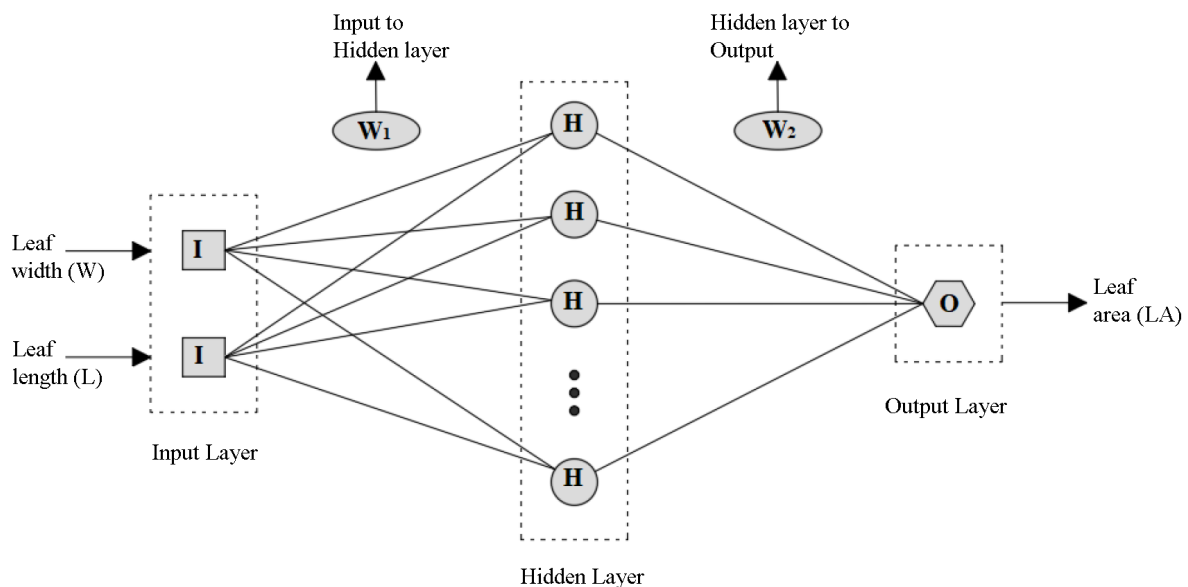 Input to
Hidden layer
Hidden layer to
Output
W1
W2
H
H
H
H
Leaf
width (W)
I
Leaf
length (L)
I
O
Leaf
area (LA)
Input Layer
Output Layer
Hidden Layer